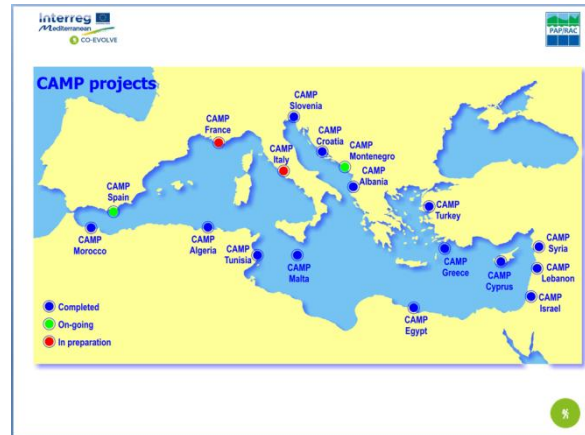 Interreg
Mediterranean
CO-EVOLVE
PAP/RAC
CAMP projects
CAMP
Slovenia
CAMP
France
CAMP
Croatia
CAMP
Italy
CAMP
Montenegro
CAMP
Albania
CAMP
Spain
CAMP
Turkey
CAMP
Morocco
CAMP
Algeria
CAMP
Tunisia
CAMP
Malta
CAMP
Greece
CAMP
Cyprus
CAMP
Syria
CAMP
Lebanon
CAMP
Israel
CAMP
Egypt
Completed
On-going
In preparation